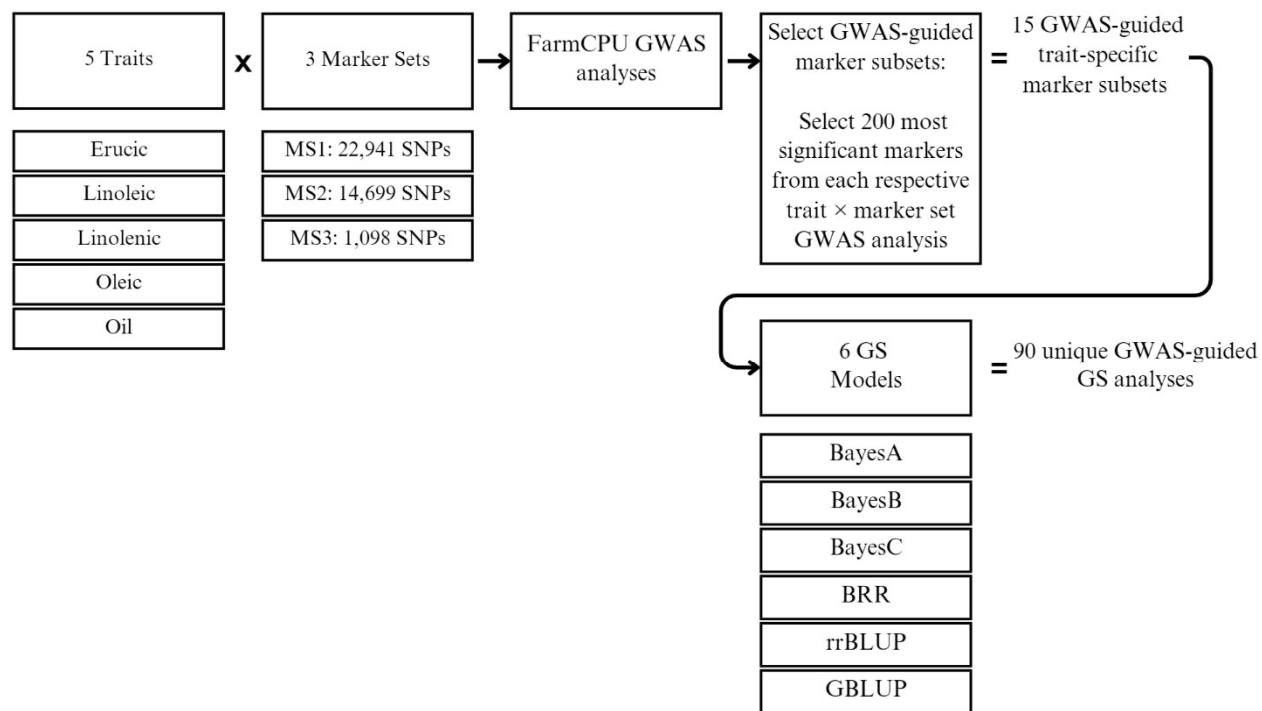 5 Traits
x
3 Marker Sets
FarmCPU GWAS
analyses
Select GWAS-guided
marker subsets:
Select 200 most
significant markers
from each respective
trait × marker set
GWAS analysis
=
15 GWAS-guided
trait-specific
marker subsets
Erucic
Linoleic
Linolenic
Oleic
Oil
MS1: 22,941 SNPs
MS2: 14,699 SNPs
MS3: 1,098 SNPs
6 GS
Models
=
90 unique GWAS-guided
GS analyses
BayesA
BayesB
BayesC
BRR
rrBLUP
GBLUP